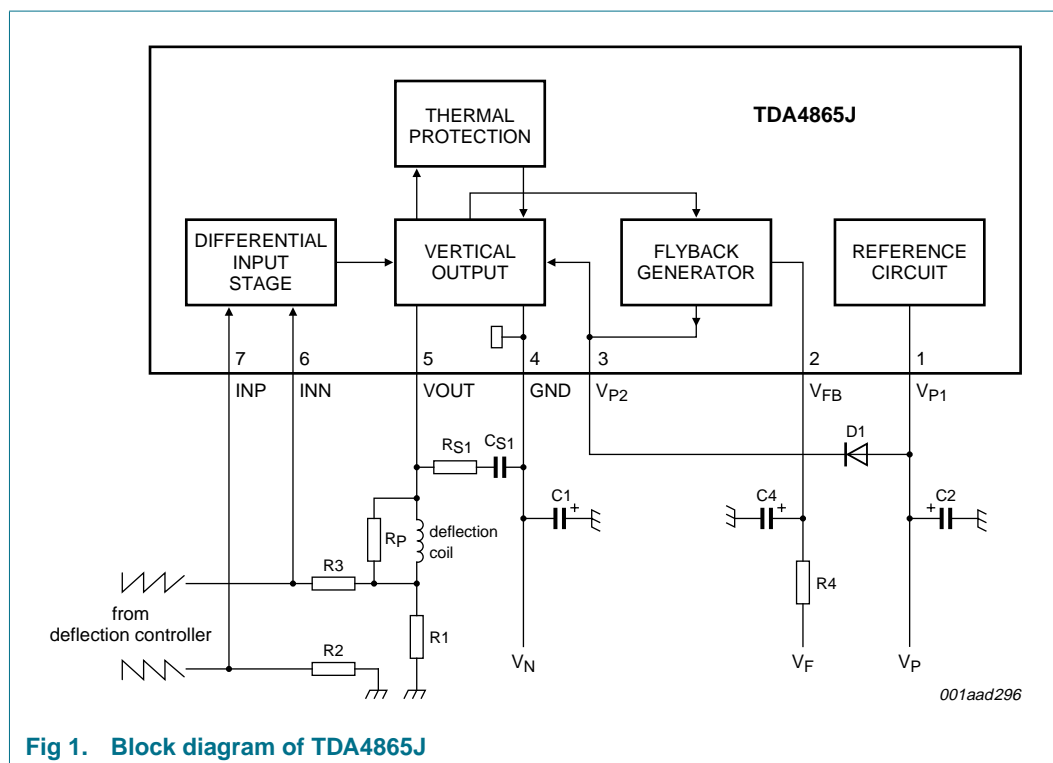 THERMAL
PROTECTION
TDA4865J
DIFFERENTIAL
INPUT
STAGE
VERTICAL
OUTPUT
FLYBACK
GENERATOR
REFERENCE
CIRCUIT
7 6 5 4 3 2 1
INP INN VOUT GND VP2 VFB VP1
RS1 CS1 D1
C1 + C4 + + C2
RP deflection
coil
R3 R4
from
deflection controller
R1
R2
VN VF VP
001aad296
Fig 1. Block diagram of TDA4865J